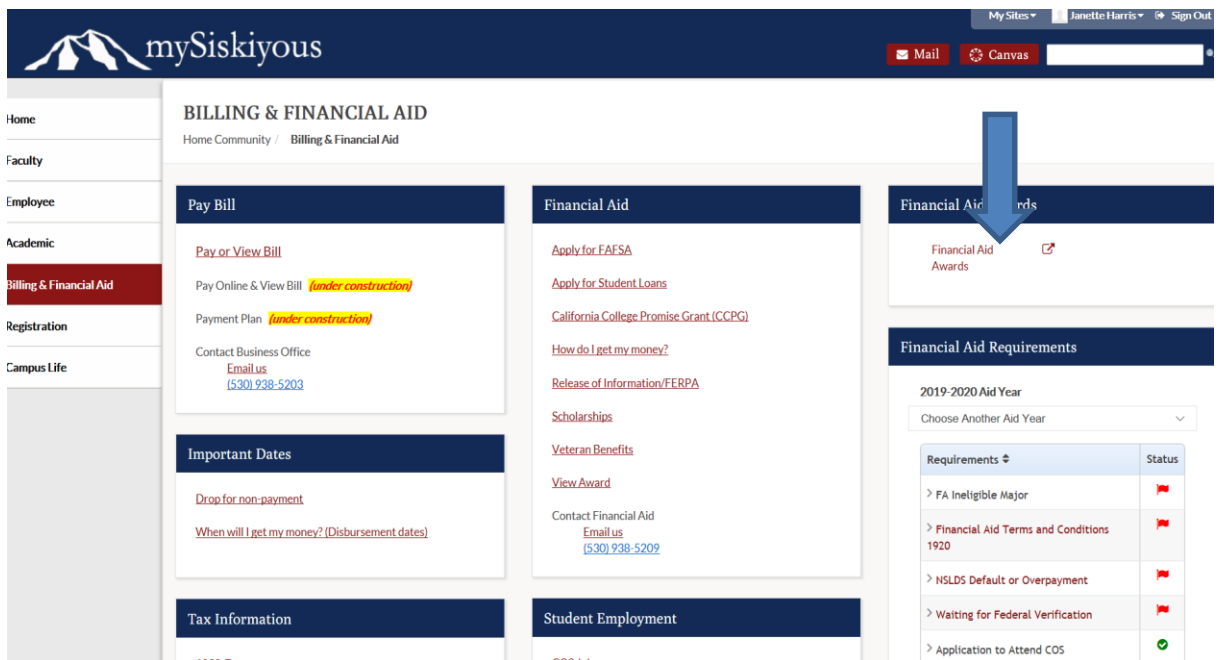 My Sites
Janette Harris
Sign Out
mySiskiyous
Mail
Canvas
Home
Faculty
Employee
Academic
Billing & Financial Aid
Registration
Campus Life
BILLING & FINANCIAL AID
Home Community / Billing & Financial Aid
Pay Bill
Pay or View Bill
Pay Online & View Bill (under construction)
Payment Plan (under construction)
Contact Business Office
Email us
(530) 938-5203
Important Dates
Drop for non-payment
When will I get my money? (Disbursement dates)
Tax Information
Financial Aid
Apply for FAFSA
Apply for Student Loans
California College Promise Grant (CCPG)
How do I get my money?
Release of Information/FERPA
Scholarships
Veteran Benefits
View Award
Contact Financial Aid
Email us
(530) 938-5209
Student Employment
Financial Aid
Financial Aid
Awards
Financial Aid Requirements
2019-2020 Aid Year
Choose Another Aid Year
Requirements Status
> FA Ineligible Major
> Financial Aid Terms and Conditions
1920
> NSLDS Default or Overpayment
> Waiting for Federal Verification
> Application to Attend COS